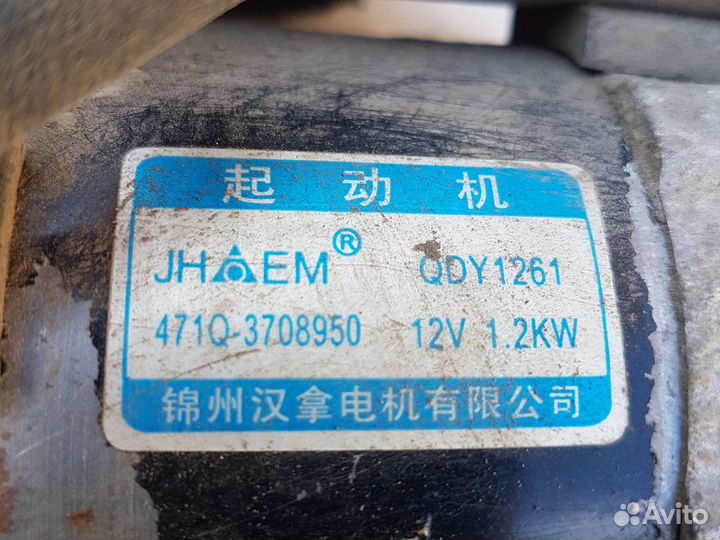 起动机
JHAEM® QDY1261
471Q-3708950 12V 1.2KW
锦州汉拿电机有限公司
Avito